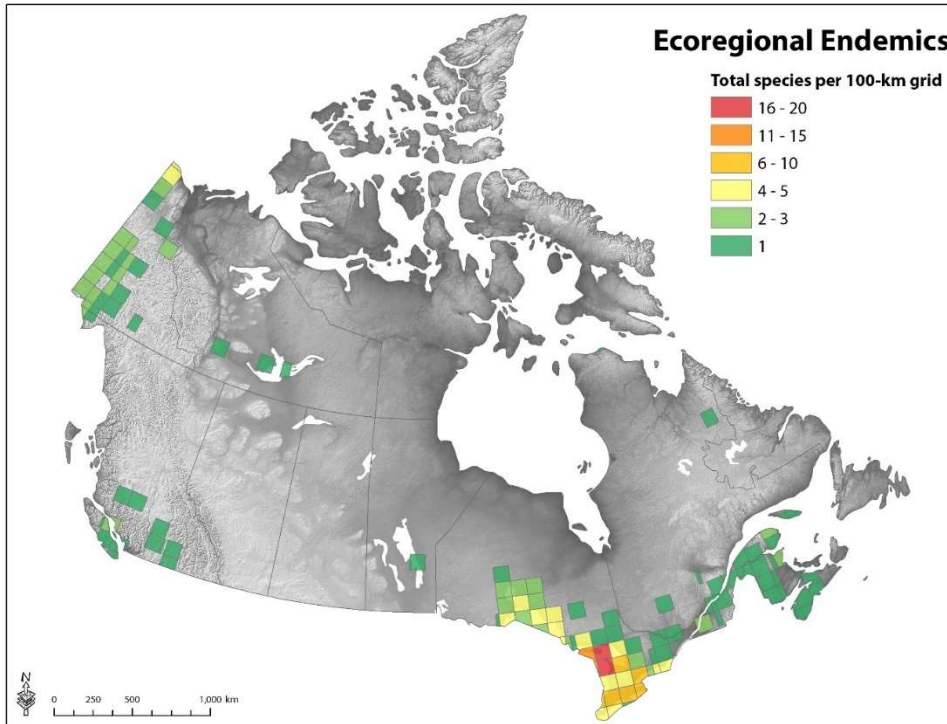 Ecoregional Endemics
Total species per 100-km grid
16 - 20
11 - 15
6 - 10
4 - 5
2 - 3
1
N
0 250 500 1,000 km